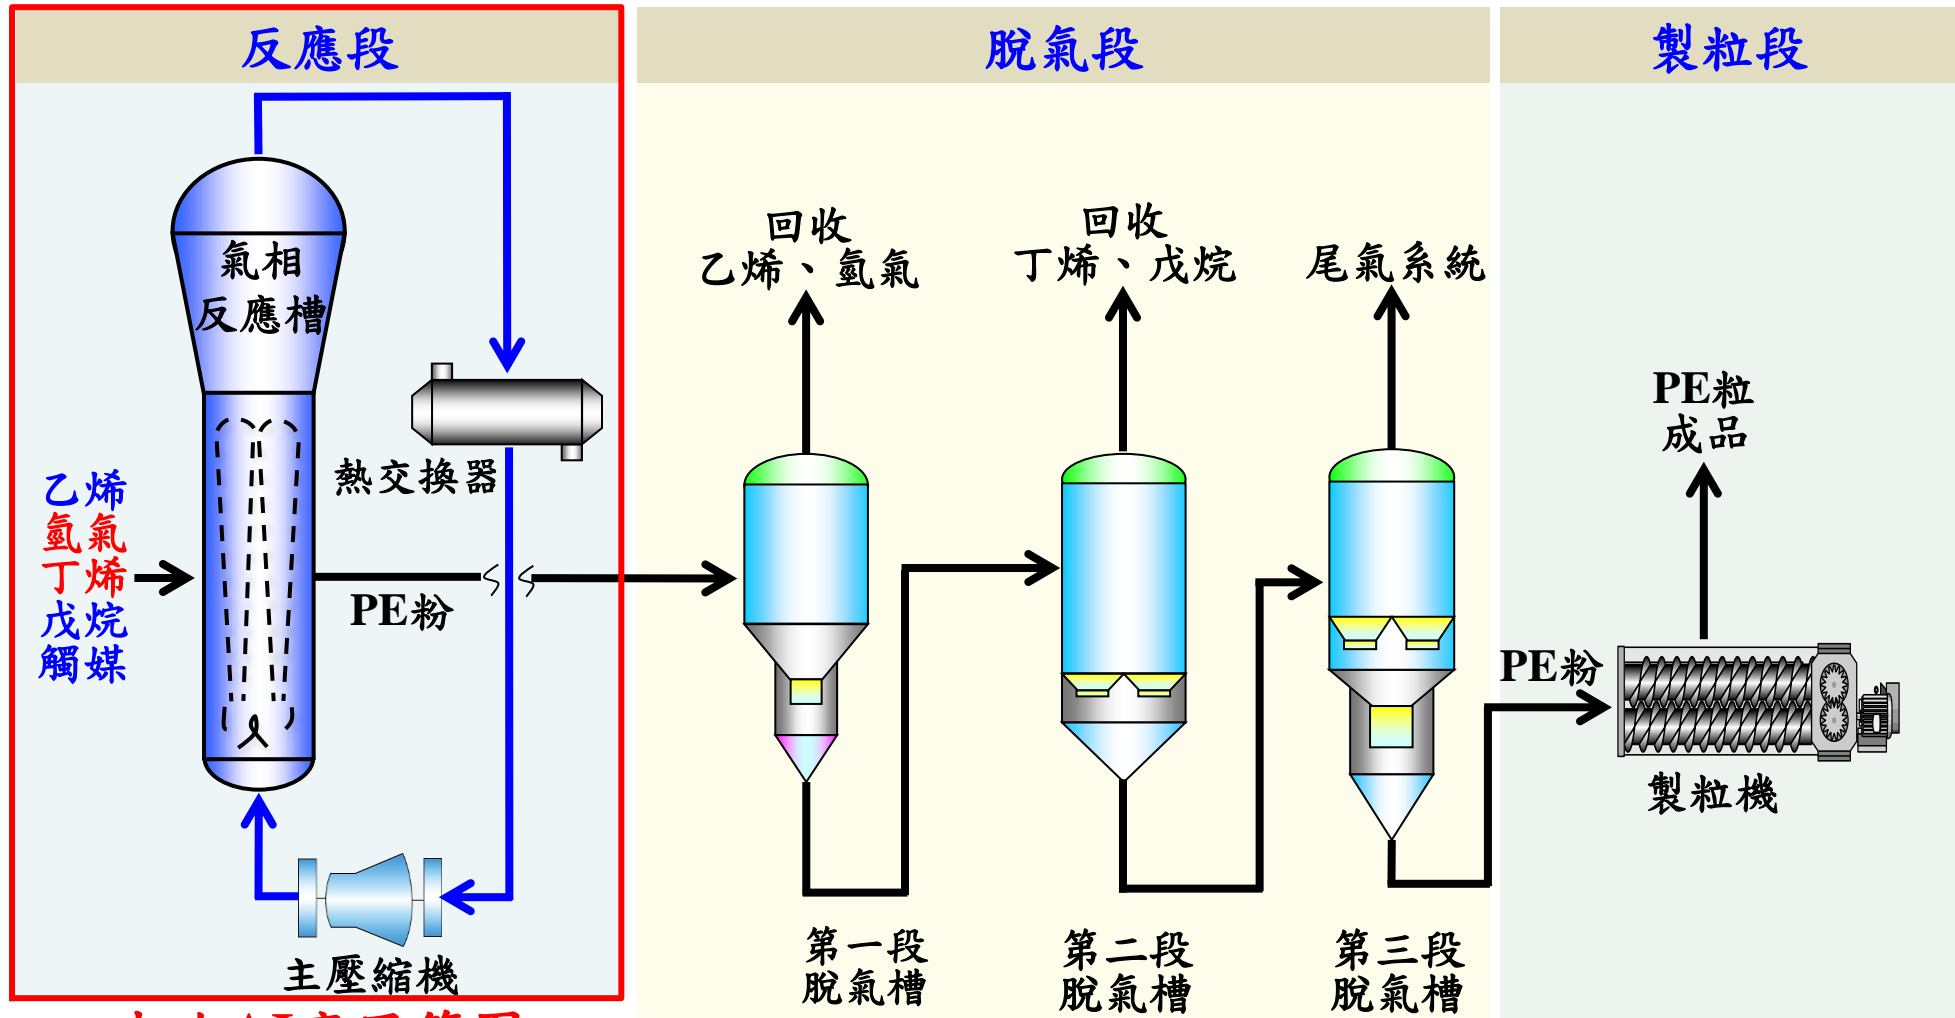 反應段
脫氣段
製粒段
氣相
反應槽
熱交換器
乙烯
氫氣
丁烯
戊烷
觸媒
PE粉
主壓縮機
回收
乙烯、氫氣
回收
丁烯、戊烷
尾氣系統
第一段
脫氣槽
第二段
脫氣槽
第三段
脫氣槽
PE粒
成品
PE粉
製粒機